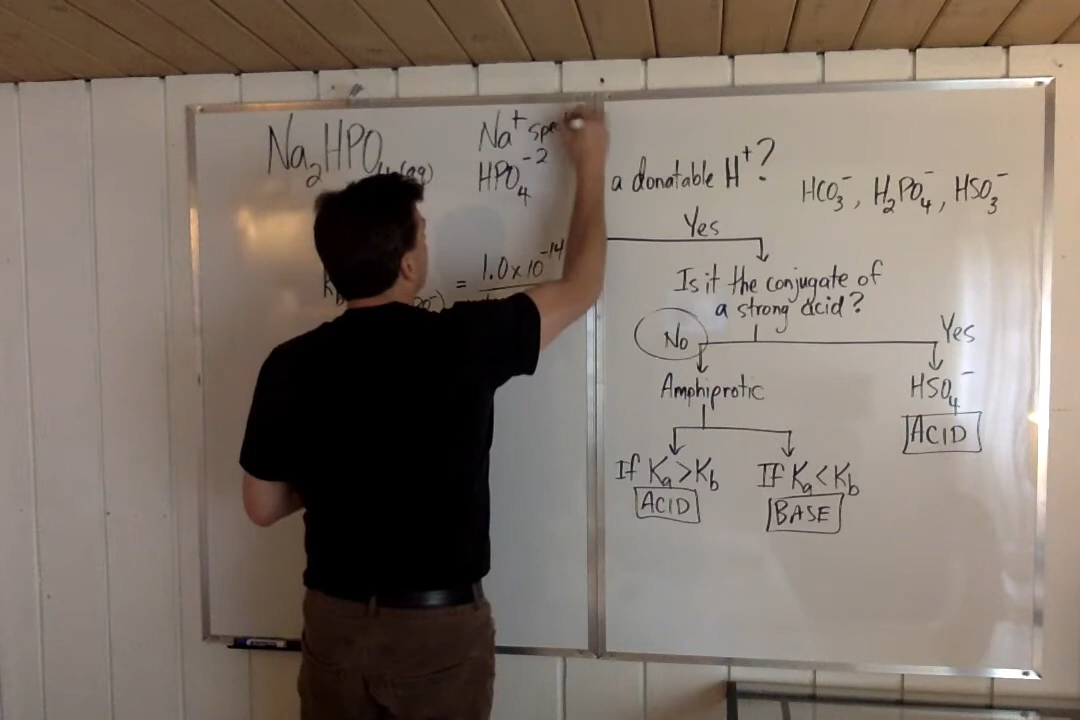 Na₂HPO₄(aq)
Na⁺
HPO₄⁻²
= 1.0x10⁻¹⁴
a donatable H⁺?
HCO₃⁻, H₂PO₄⁻, HSO₃⁻
Yes
Is it the conjugate of
a strong acid?
No
Yes
Amphiprotic
HSO₄⁻
ACID
If Ka>Kb
If Ka<Kb
ACID
BASE